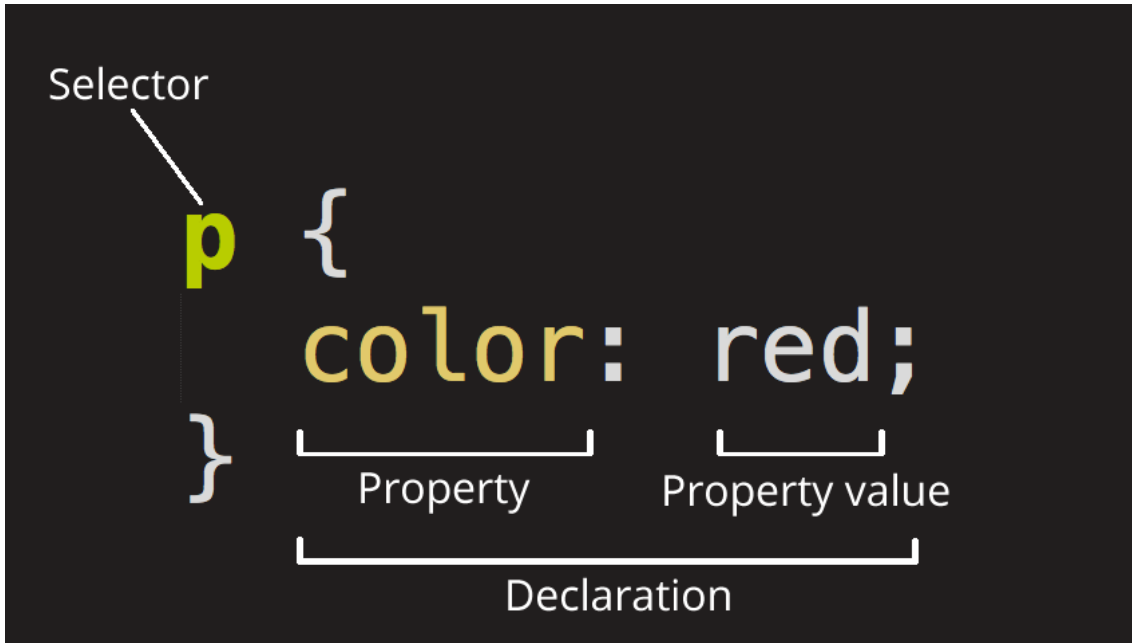 Selector
p {
color: red;
}
Property
Property value
Declaration